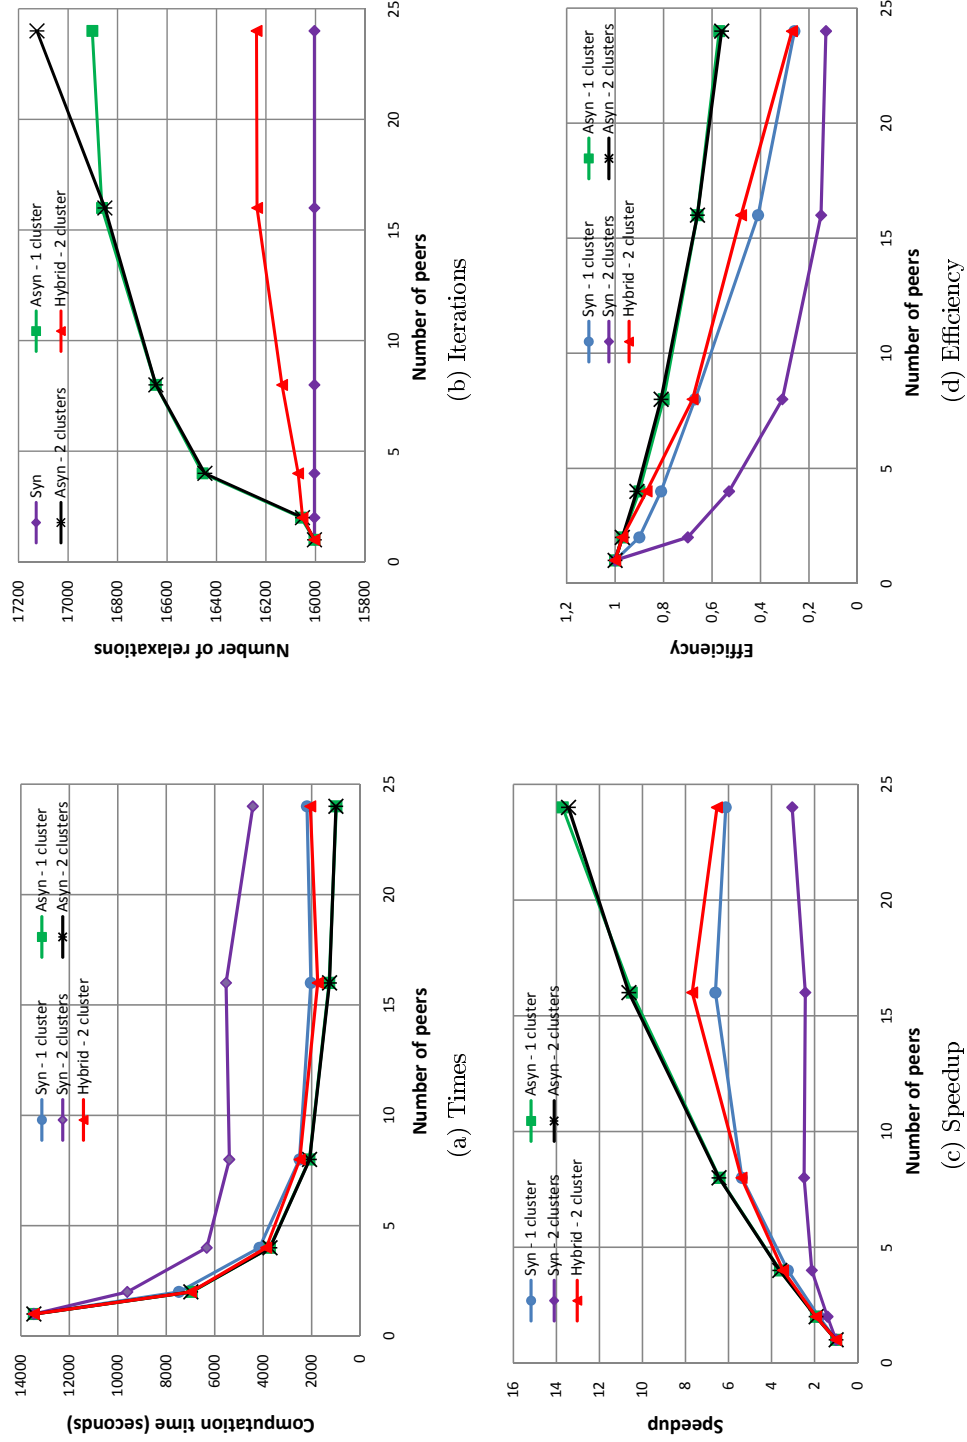 14000
12000
10000
8000
6000
4000
2000
0
0
5
10
15
20
25
Computation time (seconds)
Number of peers
Syn - 1 cluster
Asyn - 1 cluster
Syn - 2 clusters
Asyn - 2 clusters
Hybrid - 2 cluster
(a) Times
17200
17000
16800
16600
16400
16200
16000
15800
0
5
10
15
20
25
Number of relaxations
Number of peers
Syn
Asyn - 1 cluster
Asyn - 2 clusters
Hybrid - 2 cluster
(b) Iterations
16
14
12
10
8
6
4
2
0
0
5
10
15
20
25
Speedup
Number of peers
Syn - 1 cluster
Asyn - 1 cluster
Syn - 2 clusters
Asyn - 2 clusters
Hybrid - 2 cluster
(c) Speedup
1,2
1
0,8
0,6
0,4
0,2
0
0
5
10
15
20
25
Efficiency
Number of peers
Syn - 1 cluster
Asyn - 1 cluster
Syn - 2 clusters
Asyn - 2 clusters
Hybrid - 2 cluster
(d) Efficiency